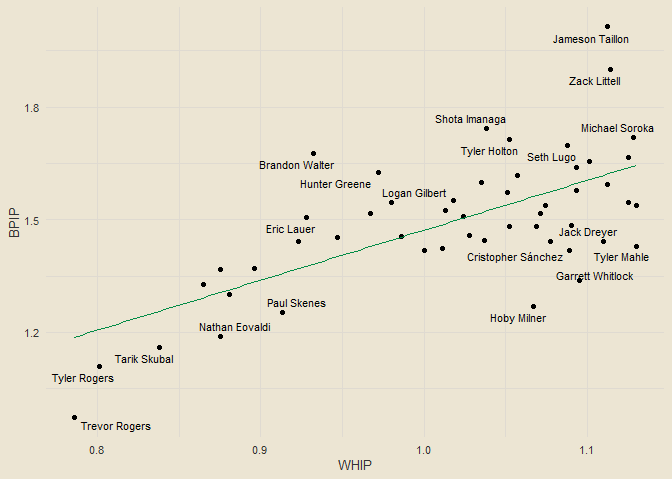 Jameson Taillon
Zack Littell
1.8
Shota Imanaga
Michael Soroka
Tyler Holton
Seth Lugo
Brandon Walter
Hunter Greene
Logan Gilbert
BPIP
1.5
Eric Lauer
Jack Dreyer
Cristopher Sánchez
Tyler Mahle
Garrett Whitlock
Paul Skenes
Hoby Milner
Nathan Eovaldi
1.2
Tarik Skubal
Tyler Rogers
Trevor Rogers
0.8 0.9 1.0 1.1
WHIP